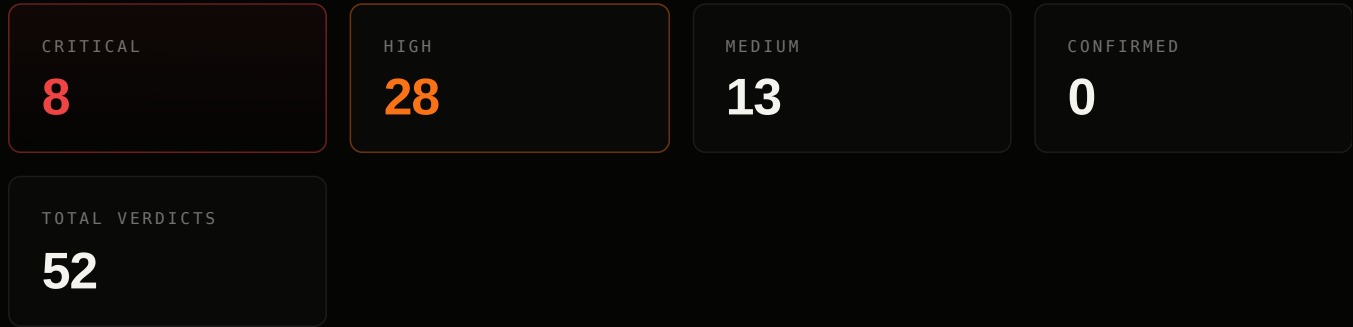 CRITICAL
8
HIGH
28
MEDIUM
13
CONFIRMED
0
TOTAL VERDICTS
52